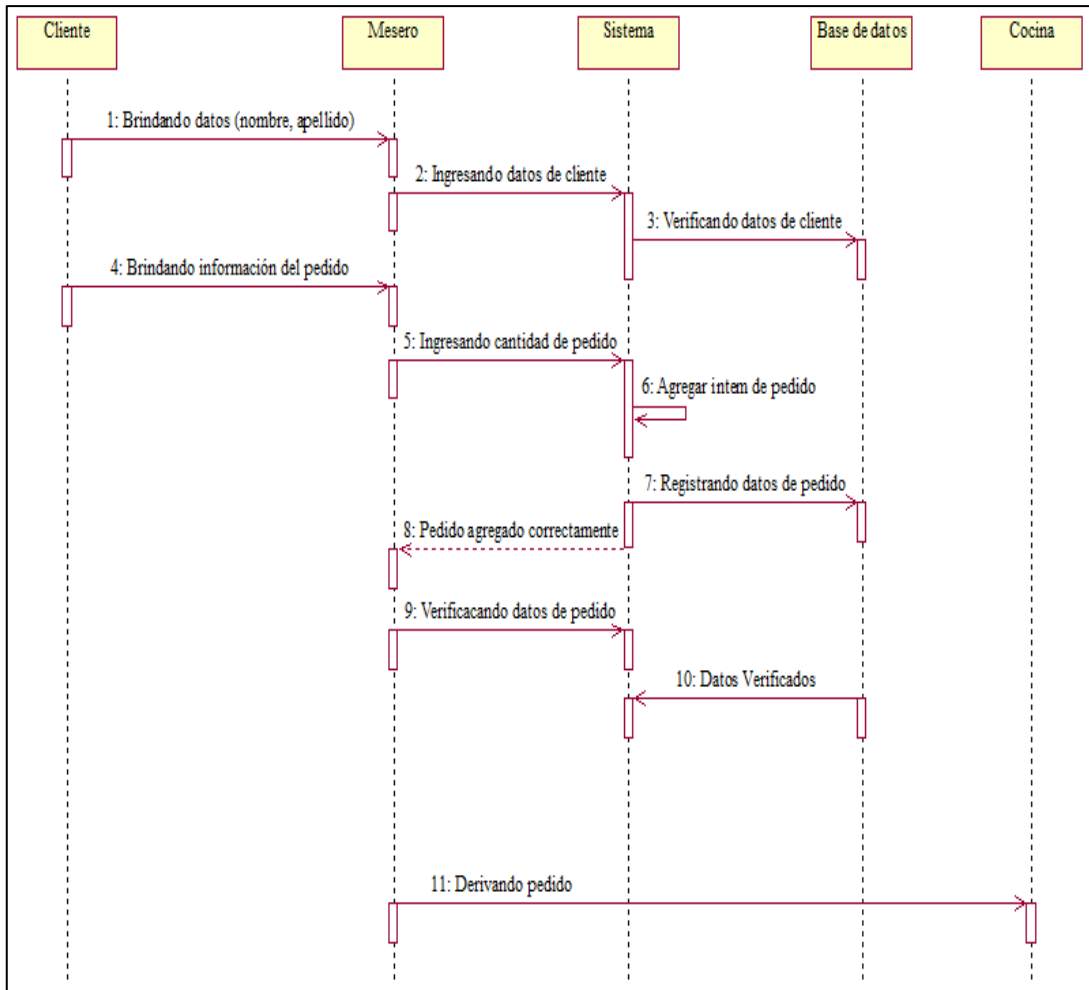 Cliente
Mesero
Sistema
Base de datos
Cocina
1: Brindando datos (nombre, apellido)
2: Ingresando datos de cliente
3: Verificando datos de cliente
4: Brindando información del pedido
5: Ingresando cantidad de pedido
6: Agregar intem de pedido
7: Registrando datos de pedido
8: Pedido agregado correctamente
9: Verificacando datos de pedido
10: Datos Verificados
11: Derivando pedido